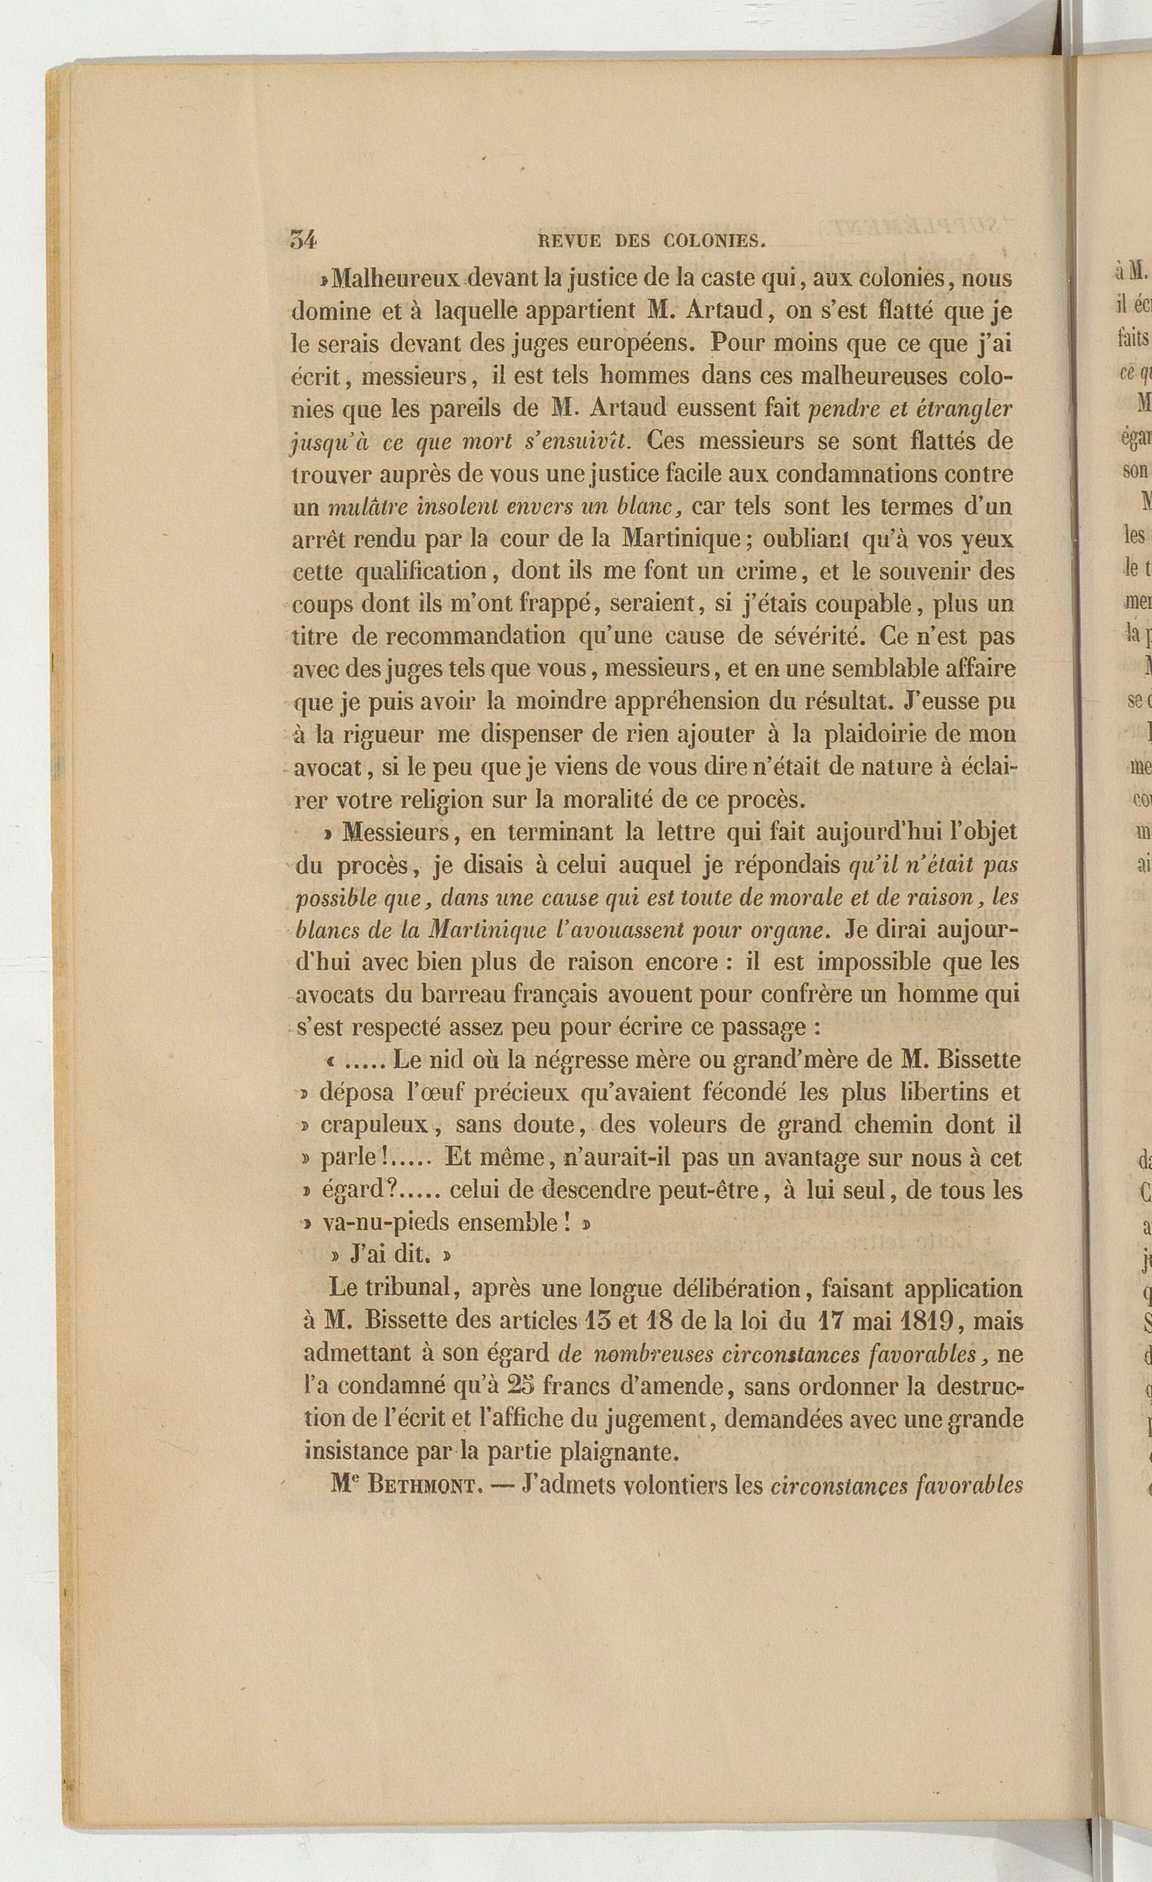 34 REVUE DES COLONIES.
» Malheureux devant la justice de la caste qui, aux colonies, nous
domine et à laquelle appartient M. Artaud, on s'est flatté que je
le serais devant des juges européens. Pour moins que ce que j'ai
écrit, messieurs, il est tels hommes dans ces malheureuses colo-
nies que les pareils de M. Artaud eussent fait pendre et étrangler
jusqu'à ce que mort s'ensuivît. Ces messieurs se sont flattés de
trouver auprès de vous une justice facile aux condamnations contre
un mulâtre insolent envers un blanc, car tels sont les termes d'un
arrêt rendu par la cour de la Martinique; oubliant qu'à vos yeux
cette qualification, dont ils me font un crime, et le souvenir des
coups dont ils m'ont frappé, seraient, si j'étais coupable, plus un
titre de recommandation qu'une cause de sévérité. Ce n'est pas
avec des juges tels que vous, messieurs, et en une semblable affaire
que je puis avoir la moindre appréhension du résultat. J'eusse pu
à la rigueur me dispenser de rien ajouter à la plaidoirie de mon
avocat, si le peu que je viens de vous dire n'était de nature à éclai-
rer votre religion sur la moralité de ce procès.
» Messieurs, en terminant la lettre qui fait aujourd'hui l'objet
du procès, je disais à celui auquel je répondais qu'il n'était pas
possible que, dans une cause qui est toute de morale et de raison, les
blancs de la Martinique l'avouassent pour organe. Je dirai aujour-
d'hui avec bien plus de raison encore : il est impossible que les
avocats du barreau français avouent pour confrère un homme qui
s'est respecté assez peu pour écrire ce passage :
« ..... Le nid où la négresse mère ou grand'mère de M. Bissette
» déposa l'œuf précieux qu'avaient fécondé les plus libertins et
» crapuleux, sans doute, des voleurs de grand chemin dont il
» parle!..... Et même, n'aurait-il pas un avantage sur nous à cet
» égard?..... celui de descendre peut-être, à lui seul, de tous les
» va-nu-pieds ensemble! »
» J'ai dit. »
Le tribunal, après une longue délibération, faisant application
à M. Bissette des articles 13 et 18 de la loi du 17 mai 1819, mais
admettant à son égard de nombreuses circonstances favorables, ne
l'a condamné qu'à 25 francs d'amende, sans ordonner la destruc-
tion de l'écrit et l'affiche du jugement, demandées avec une grande
insistance par la partie plaignante.
Me BETHMONT. — J'admets volontiers les circonstances favorables